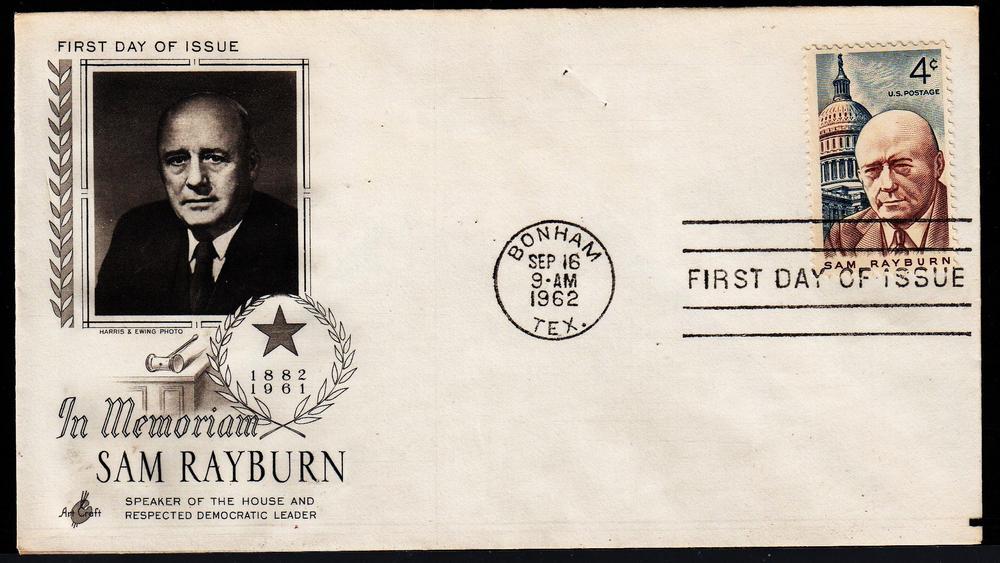 FIRST DAY OF ISSUE
HARRIS & EWING PHOTO
1882
1961
In Memoriam
SAM RAYBURN
SPEAKER OF THE HOUSE AND
RESPECTED DEMOCRATIC LEADER
Art Craft
BONHAM
SEP 16
9-AM
1962
TEX.
4¢
U.S. POSTAGE
SAM RAYBURN
FIRST DAY OF ISSUE